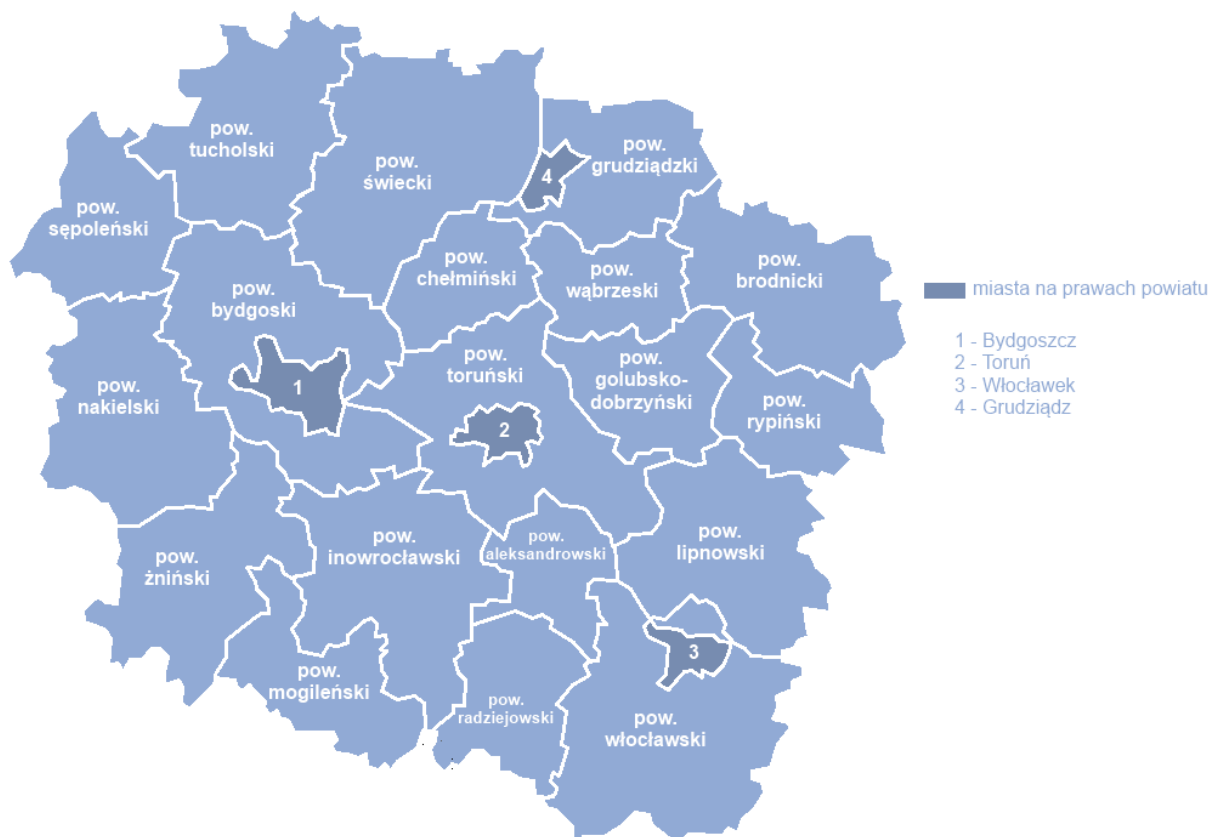 pow.
tucholski
pow.
świecki
4
pow.
grudziądzki
pow.
sępoleński
pow.
chełmiński
pow.
wąbrzeski
pow.
brodnicki
pow.
bydgoski
1
pow.
toruński
pow.
golubsko-
dobrzyński
pow.
rypiński
pow.
nakielski
2
pow.
żniński
pow.
inowrocławski
pow.
aleksandrowski
pow.
lipnowski
3
pow.
mogileński
pow.
radziejowski
pow.
włocławski
miasta na prawach powiatu
1 - Bydgoszcz
2 - Toruń
3 - Włocławek
4 - Grudziądz